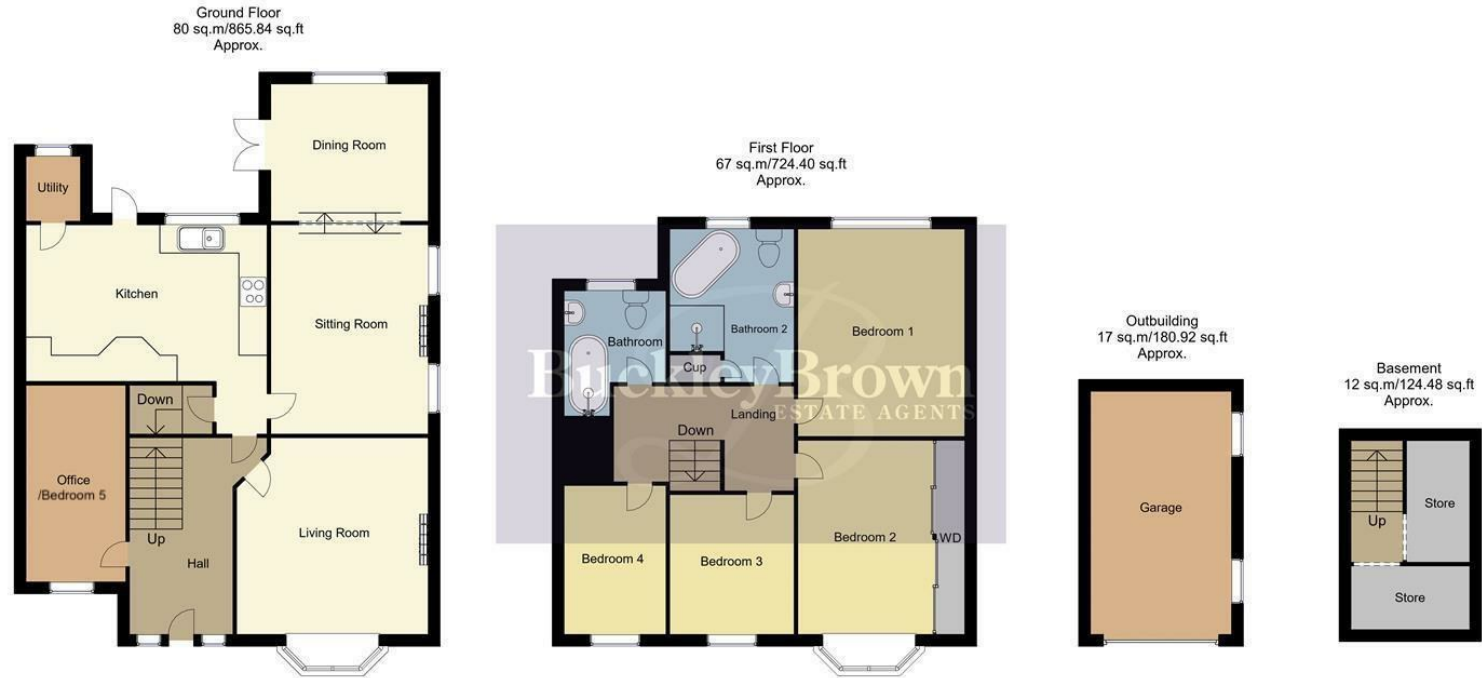 Ground Floor
80 sq.m/865.84 sq.ft
Approx.
Dining Room
Utility
Kitchen
Sitting Room
Down
Office
/Bedroom 5
Up
Hall
Living Room
First Floor
67 sq.m/724.40 sq.ft
Approx.
Bathroom
Bathroom 2
Bedroom 1
Cup
BuckleyBrown
ESTATE AGENTS
Landing
Down
Bedroom 4
Bedroom 3
Bedroom 2
WD
Outbuilding
17 sq.m/180.92 sq.ft
Approx.
Garage
Basement
12 sq.m/124.48 sq.ft
Approx.
Up
Store
Store